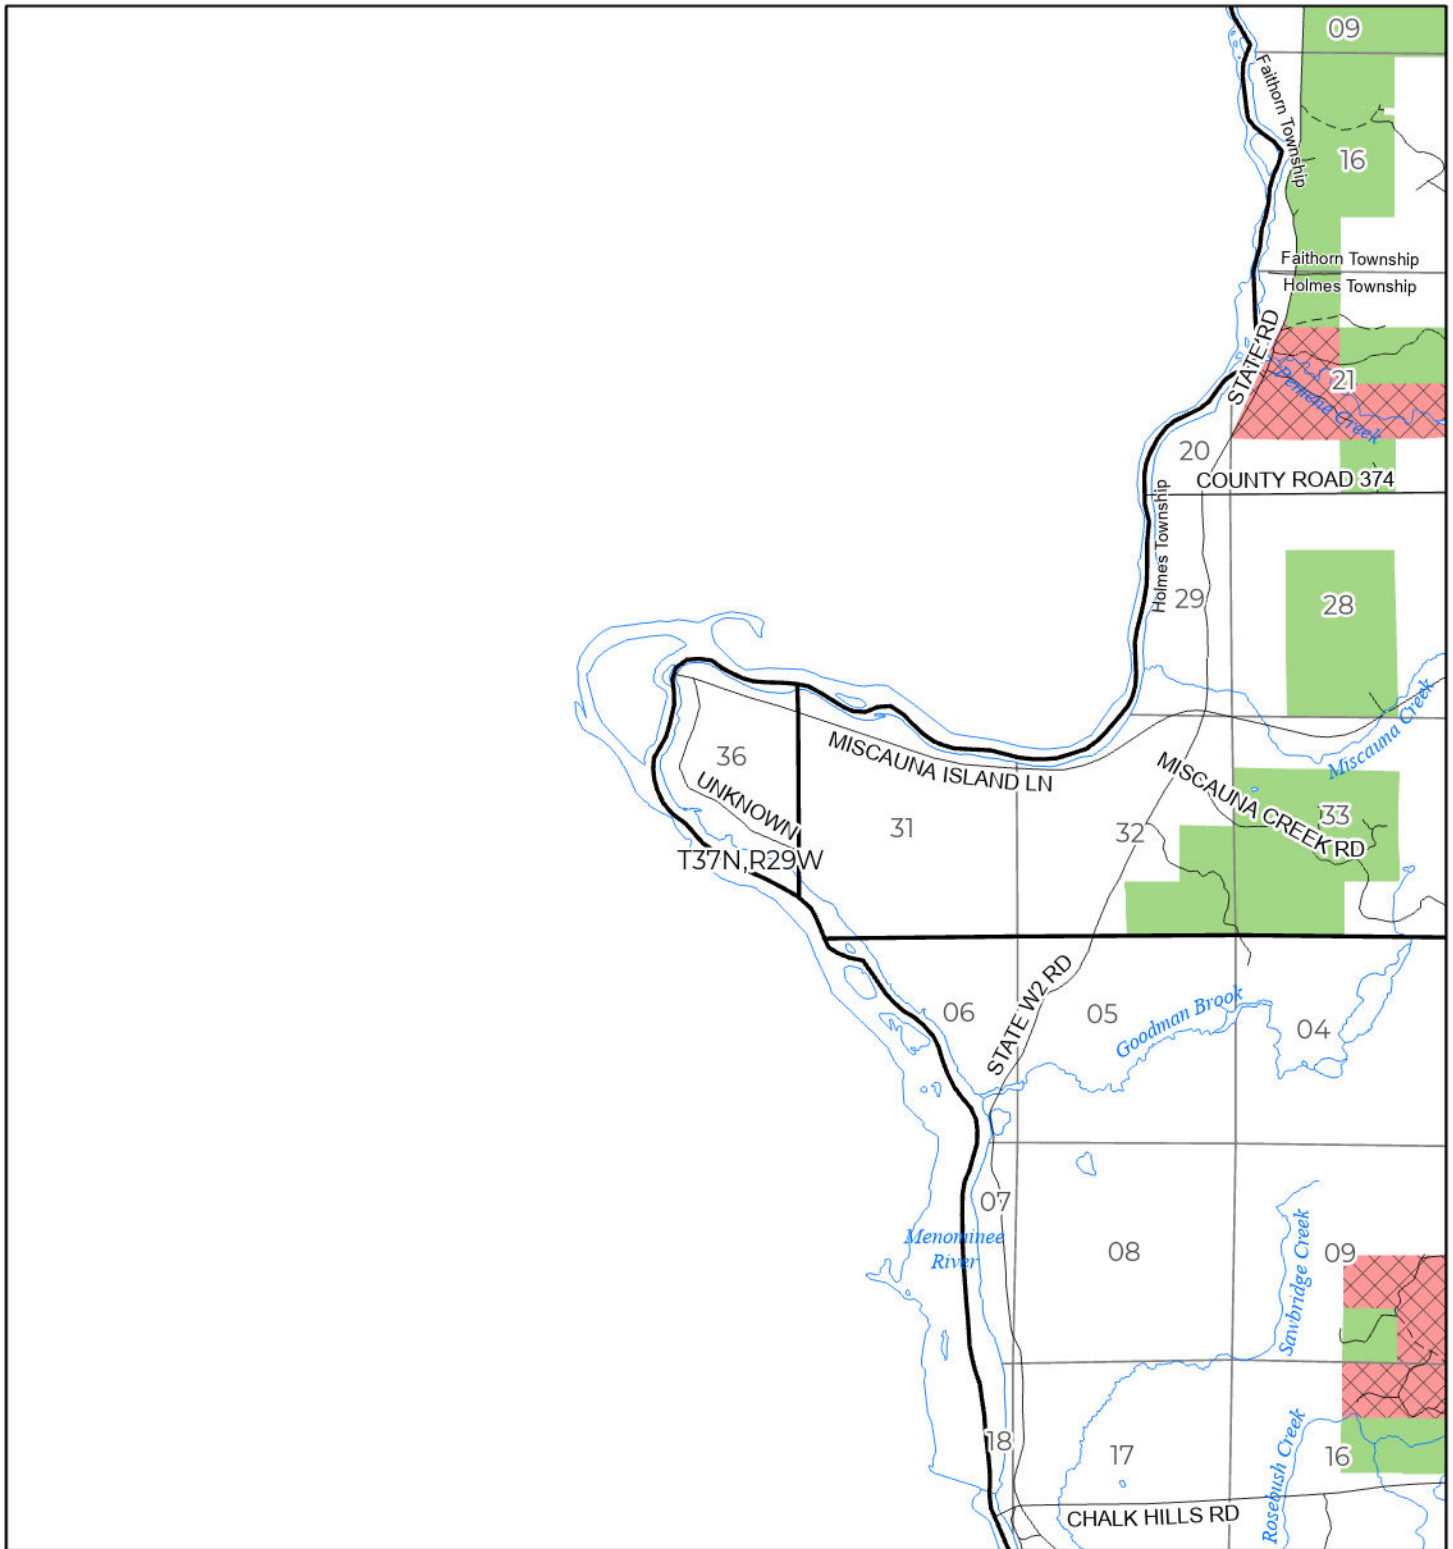 09
Faithorn Township
16
Faithorn Township
Holmes Township
STATE RD
21
Pemene Creek
20
COUNTY ROAD 374
Holmes Township
29
28
Miscauna Creek
36
MISCAUNA ISLAND LN
UNKNOWN
MISCAUNA CREEK RD
31
32
33
T37N,R29W
STATE W2 RD
06
05
Goodman Brook
04
07
Menominee
River
08
Sawbridge Creek
09
18
17
Rosebush Creek
16
CHALK HILLS RD